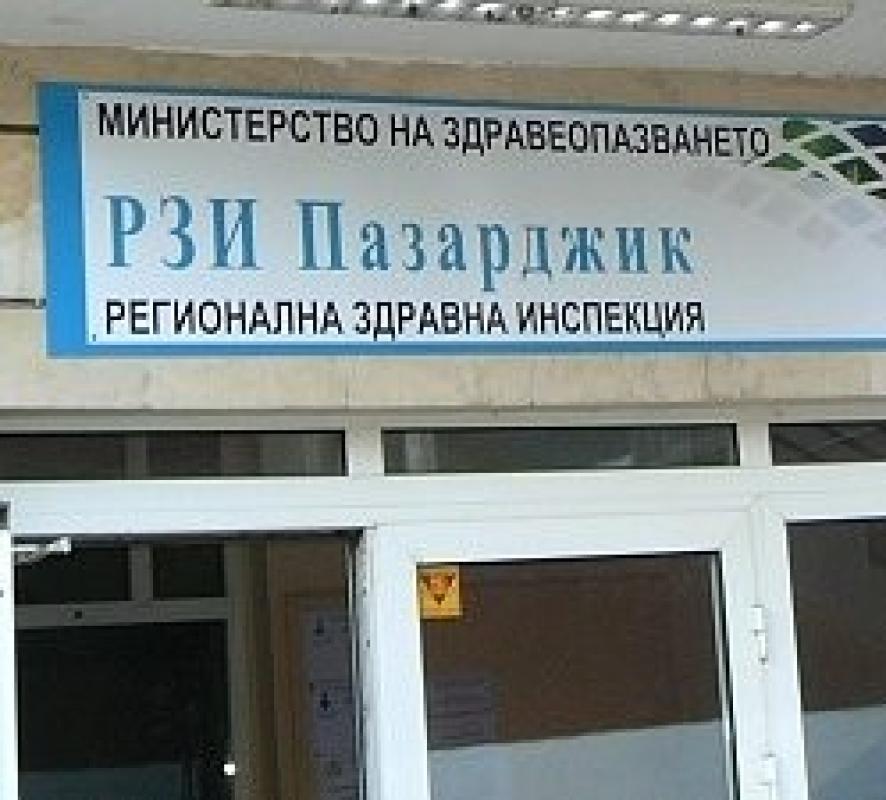 МИНИСТЕРСТВО НА ЗДРАВЕОПАЗВАНЕТО
РЗИ Пазарджик
РЕГИОНАЛНА ЗДРАВНА ИНСПЕКЦИЯ